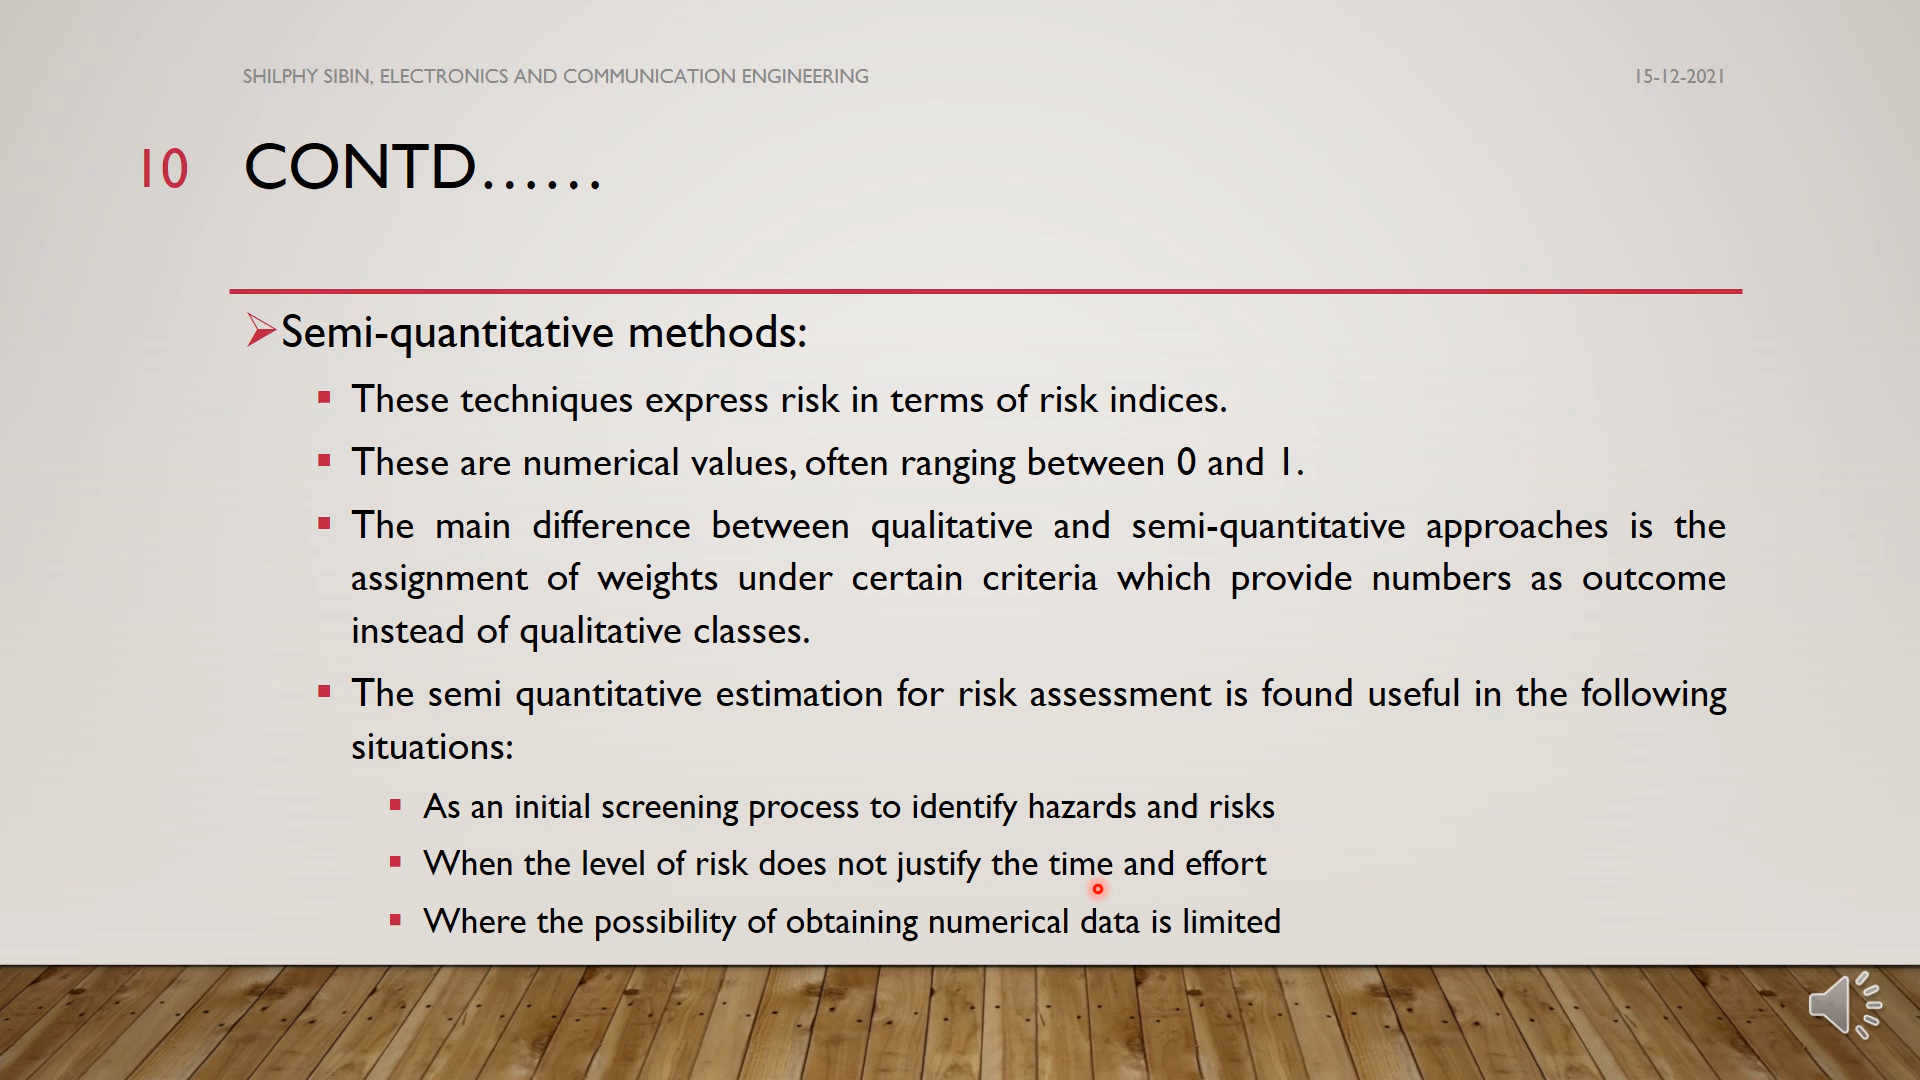 SHILPHY SIBIN, ELECTRONICS AND COMMUNICATION ENGINEERING
15-12-2021
10
CONTD......
Semi-quantitative methods:
These techniques express risk in terms of risk indices.
These are numerical values, often ranging between 0 and 1.
The main difference between qualitative and semi-quantitative approaches is the
assignment of weights under certain criteria which provide numbers as outcome
instead of qualitative classes.
The semi quantitative estimation for risk assessment is found useful in the following
situations:
As an initial screening process to identify hazards and risks
When the level of risk does not justify the time and effort
Where the possibility of obtaining numerical data is limited